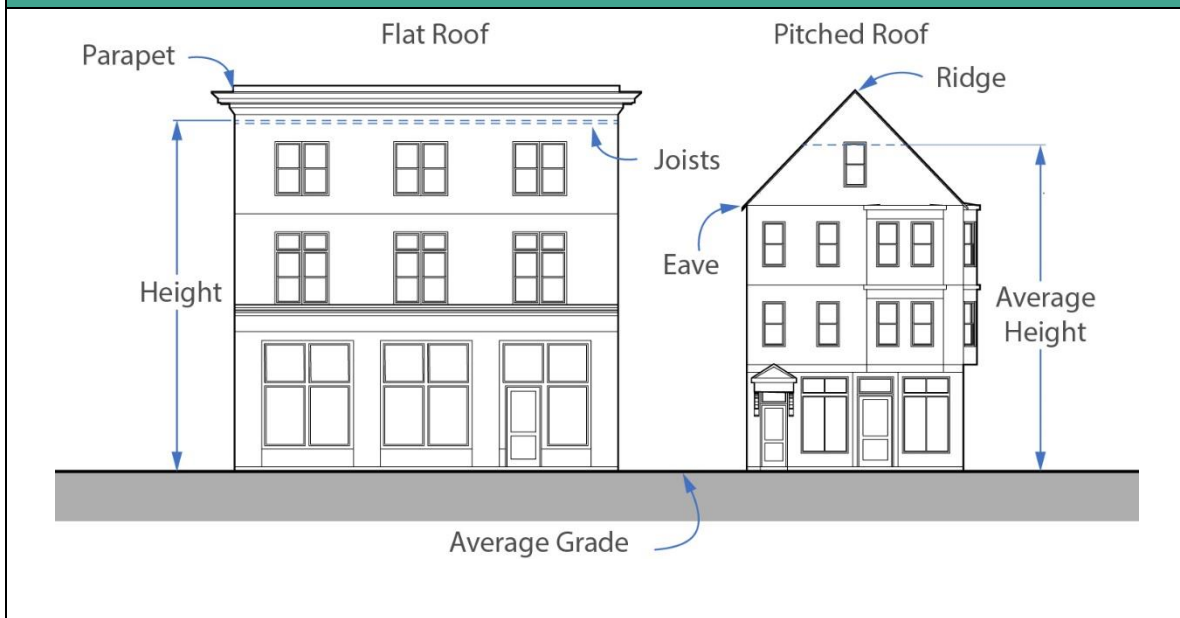 Flat Roof
Pitched Roof
Parapet
Ridge
Joists
Eave
Height
Average
Height
Average Grade